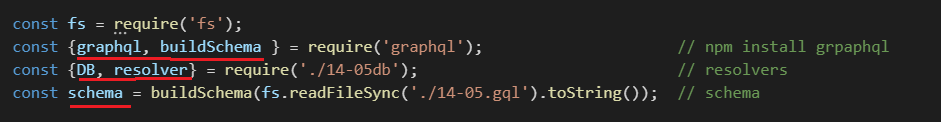 const fs = require('fs');
const {graphql, buildSchema } = require('graphql'); // npm install grpaphql
const {DB, resolver} = require('./14-05db'); // resolvers
const schema = buildSchema(fs.readFileSync('./14-05.gql').toString()); // schema